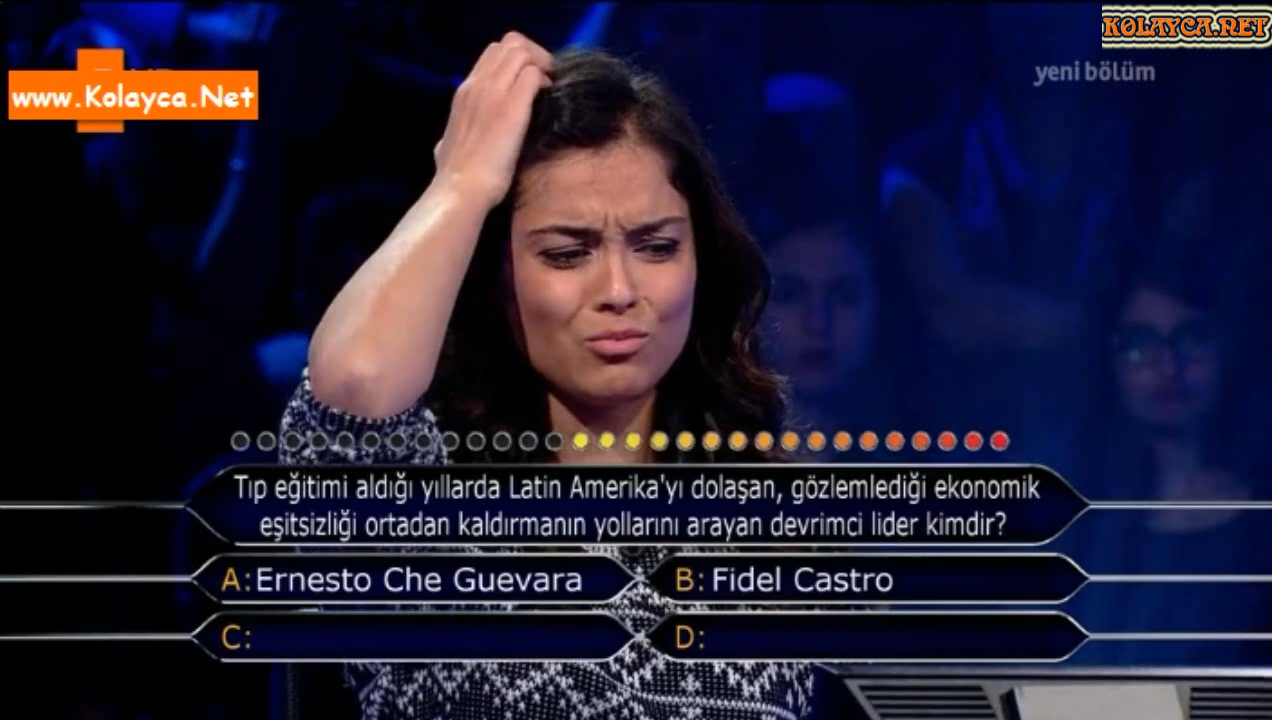 KOLAYCA.NET
yeni bölüm
www.Kolayca.Net
Tıp eğitimi aldığı yıllarda Latin Amerika'yı dolaşan, gözlemlediği ekonomik
eşitsizliği ortadan kaldırmanın yollarını arayan devrimci lider kimdir?
A: Ernesto Che Guevara
B: Fidel Castro
C:
D: